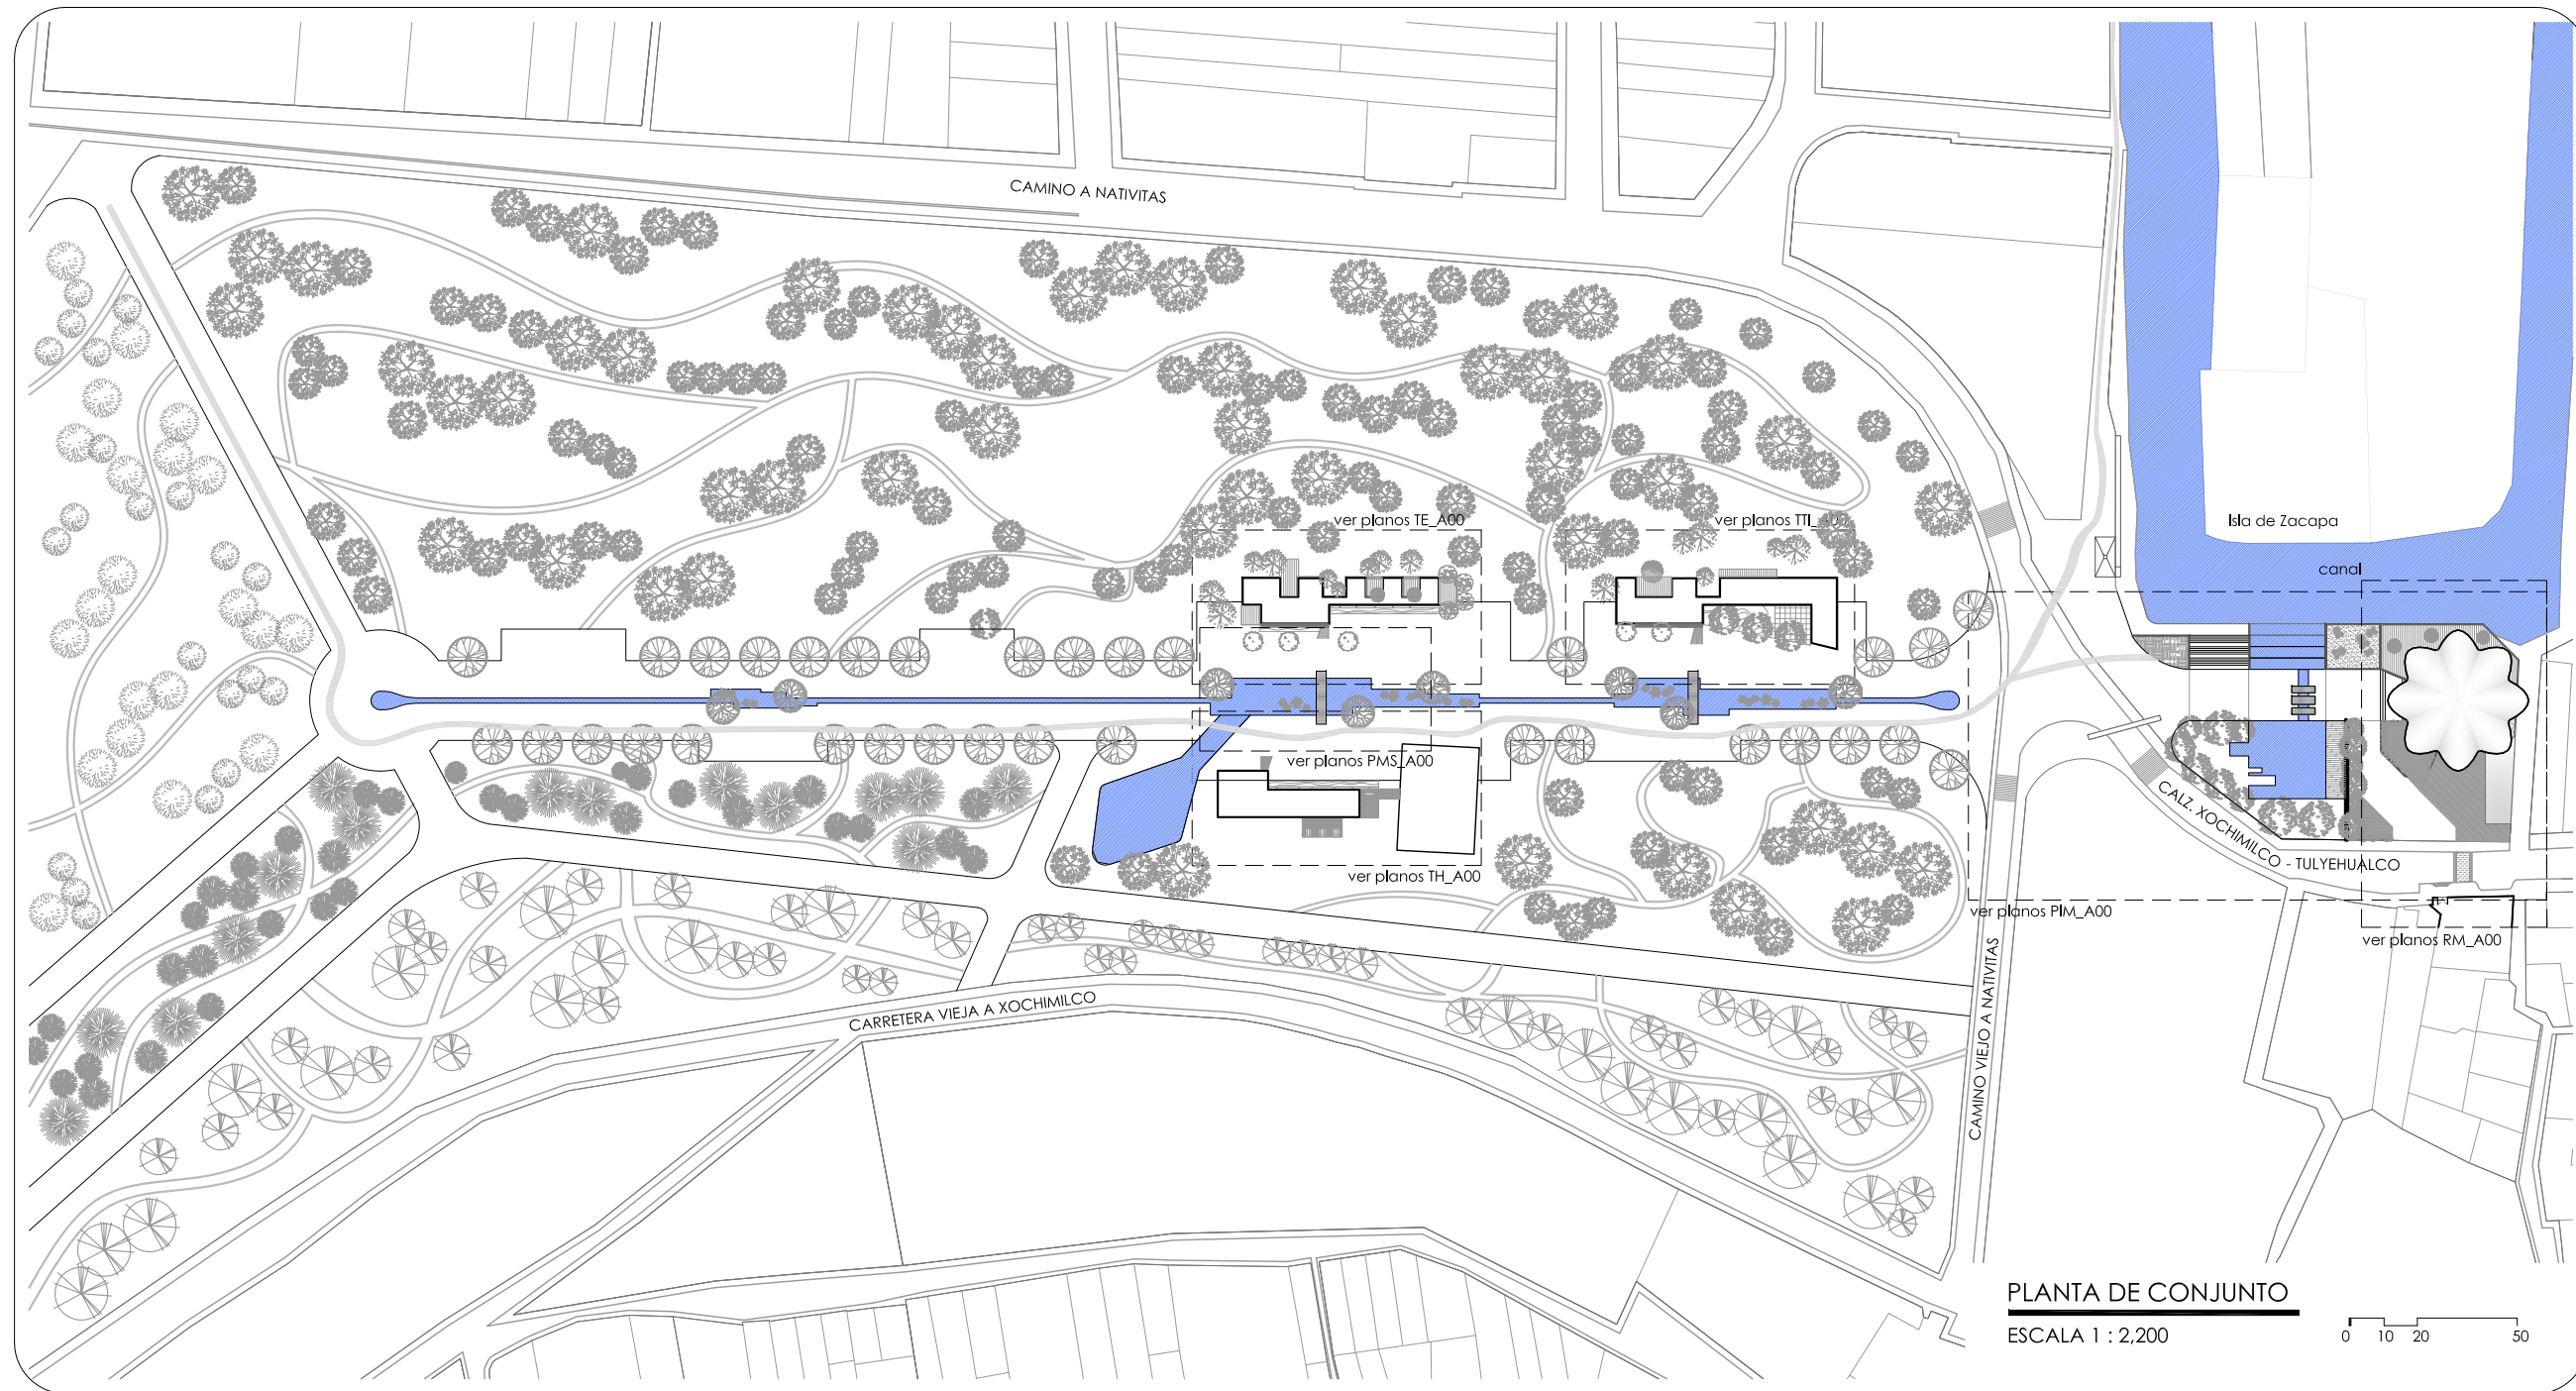 CAMINO A NATIVITAS
ver planos TE_A00
ver planos TTI_A00
Isla de Zacapa
canal
ver planos PMS_A00
ver planos TH_A00
CALZ. XOCHIMILCO - TULYEHUALCO
ver planos PIM_A00
ver planos RM_A00
CARRETERA VIEJA A XOCHIMILCO
CAMINO VIEJO A NATIVITAS
PLANTA DE CONJUNTO
ESCALA 1 : 2,200
0 10 20 50